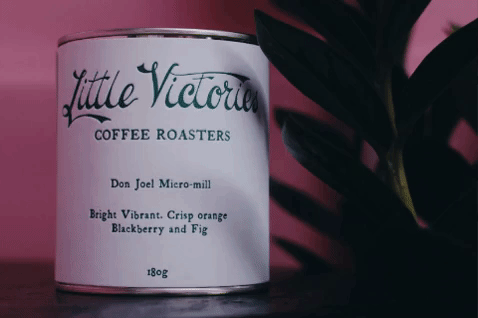 Little Victories
COFFEE ROASTERS
Don Joel Micro-mill
Bright Vibrant. Crisp orange
Blackberry and Fig
180g